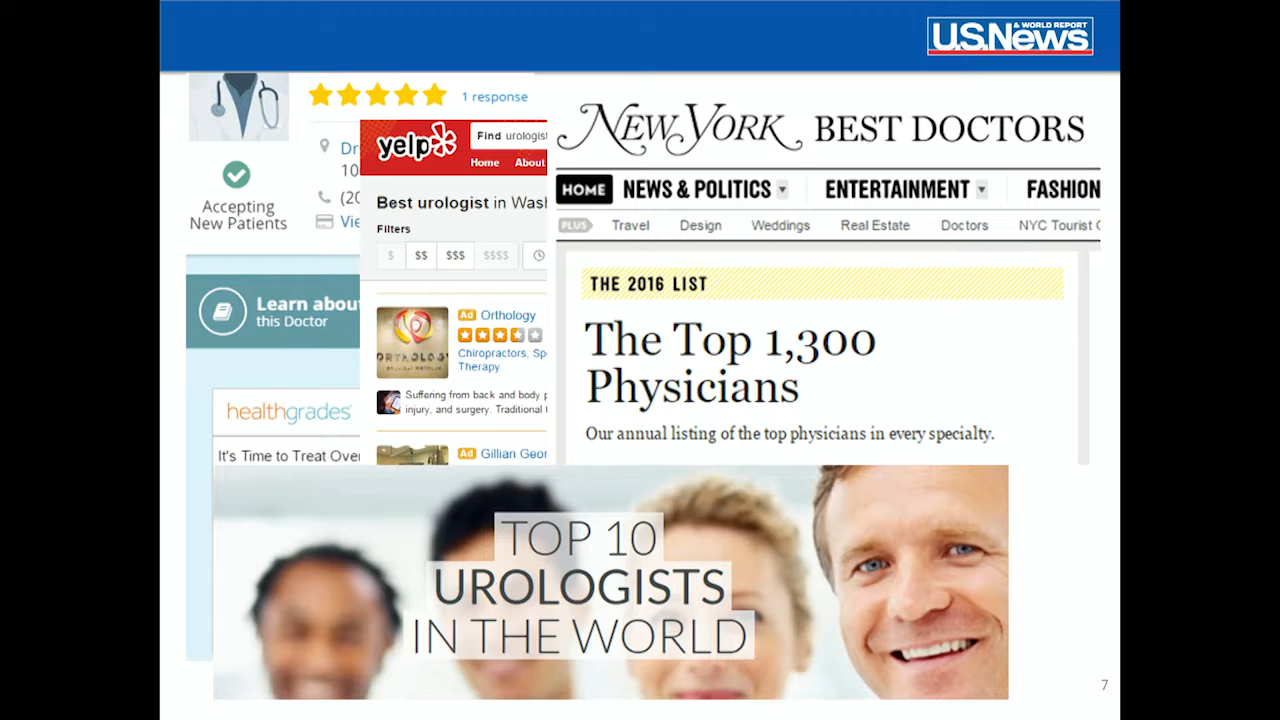 U.S.News
& WORLD REPORT
1 response
Accepting
New Patients
Learn about
this Doctor
healthgrades
It's Time to Treat Over
yelp
Find urologist
Home About
Best urologist in Wash
Filters
$ $$ $$$ $$$$
Ad Orthology
ORTHOLOG
Chiropractors, Sp
Therapy
Suffering from back and body p
injury, and surgery. Traditional
Ad Gillian Geor
NEW YORK BEST DOCTORS
HOME NEWS & POLITICS ENTERTAINMENT FASHION
PLUS Travel Design Weddings Real Estate Doctors NYC Tourist
THE 2016 LIST
The Top 1,300
Physicians
Our annual listing of the top physicians in every specialty.
TOP 10
UROLOGISTS
IN THE WORLD
7